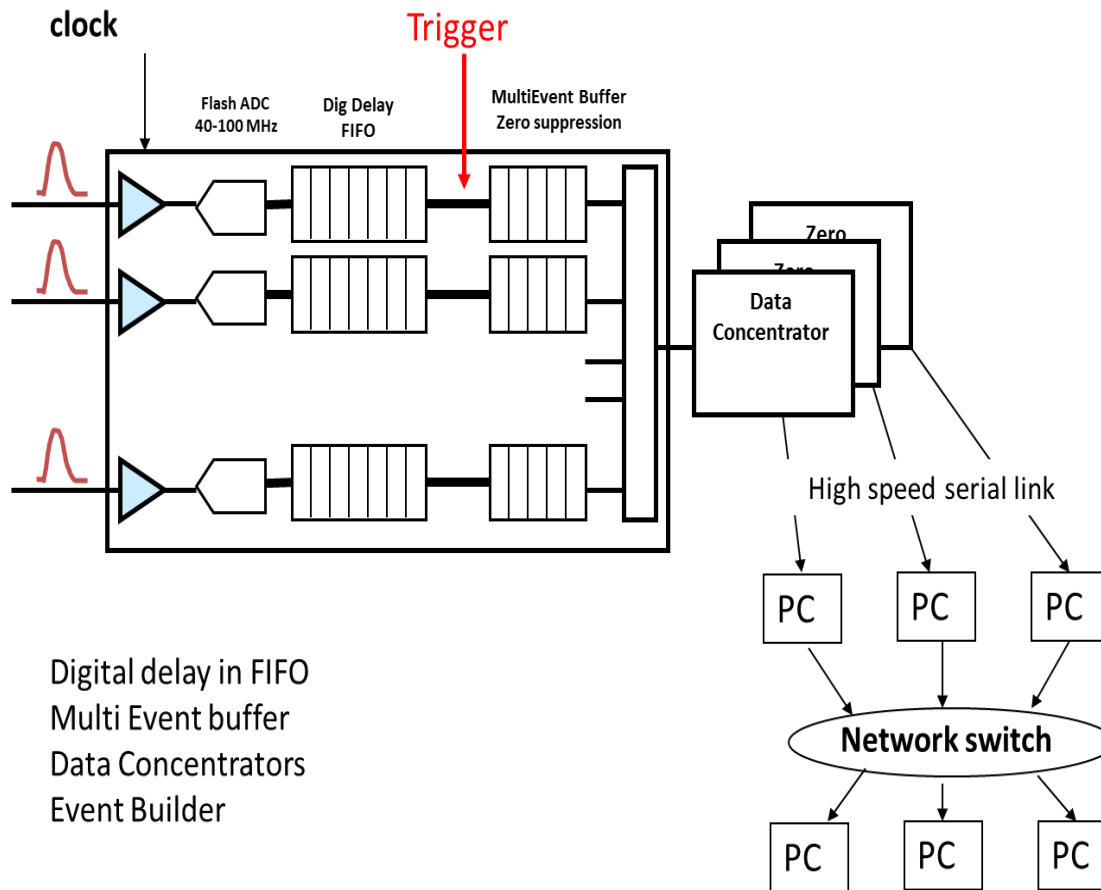 clock
Trigger
Flash ADC
40-100 MHz
Dig Delay
FIFO
MultiEvent Buffer
Zero suppression
Zero
Zero
Data
Concentrator
High speed serial link
PC
PC
PC
Digital delay in FIFO
Multi Event buffer
Data Concentrators
Event Builder
Network switch
PC
PC
PC